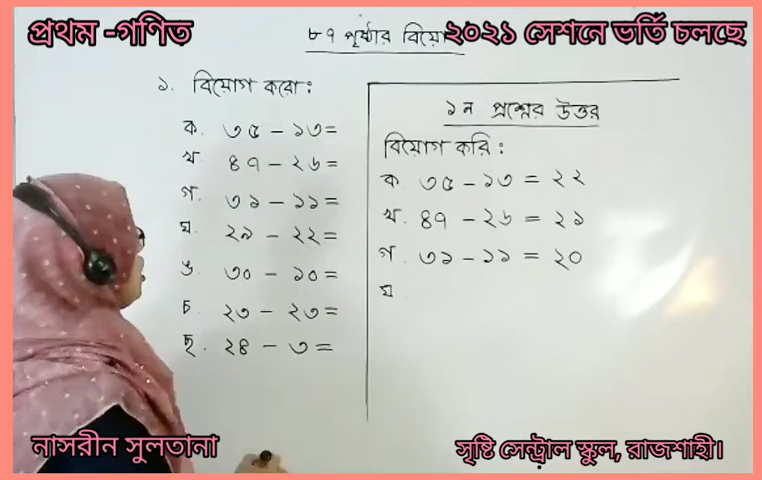 প্রথম -গণিত
২০২১ সেশনে ভর্তি চলছে
৮৭ পৃষ্ঠার বিয়ো
১. বিয়োগ করো:
ক. ৩৫ - ১৩=
খ. ৪৭ - ২৬=
গ. ৩১ - ১১=
ঘ. ২৯ - ২২=
ঙ. ৩০ - ১০=
চ. ২৩ - ২৩=
ছ. ২৪ - ৩=
১ন প্রশ্নের উত্তর
বিয়োগ করি:
ক. ৩৫ - ১৩ = ২২
খ. ৪৭ - ২৬ = ২১
গ. ৩১ - ১১ = ২০
ঘ.
নাসরীন সুলতানা
সৃষ্টি সেন্ট্রাল স্কুল, রাজশাহী।